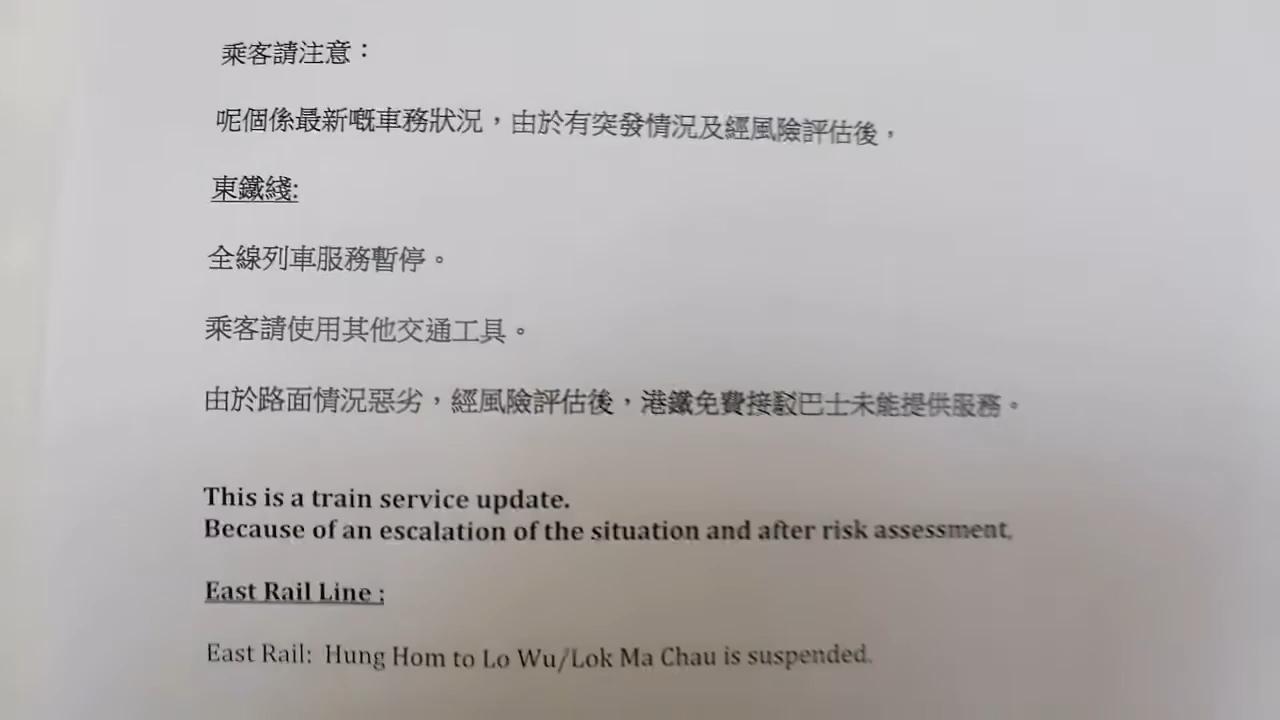 乘客請注意：
呢個係最新嘅車務狀況，由於有突發情況及經風險評估後，
東鐵綫:
全線列車服務暫停。
乘客請使用其他交通工具。
由於路面情況惡劣，經風險評估後，港鐵免費接駁巴士未能提供服務。
This is a train service update.
Because of an escalation of the situation and after risk assessment,
East Rail Line :
East Rail: Hung Hom to Lo Wu/Lok Ma Chau is suspended.